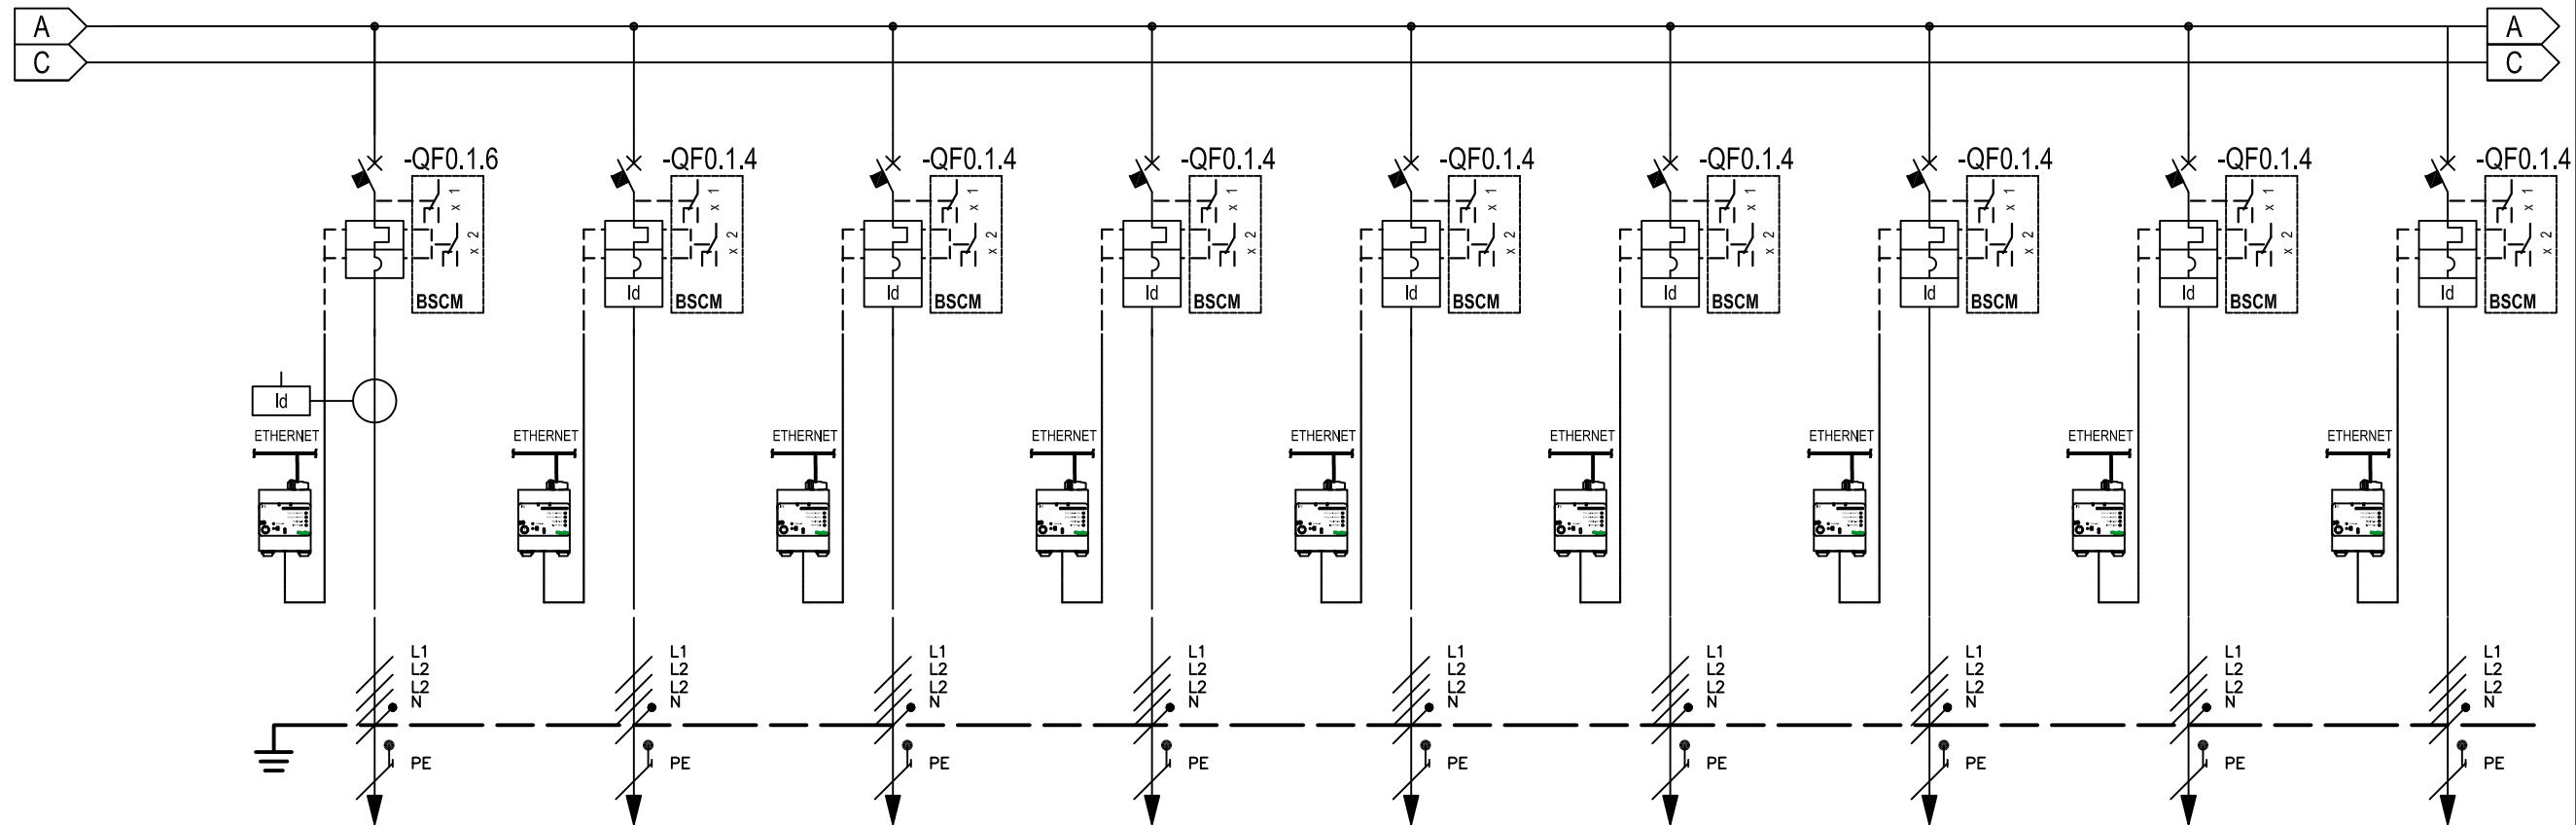 A A
C C
-QF0.1.6 -QF0.1.4 -QF0.1.4 -QF0.1.4 -QF0.1.4 -QF0.1.4 -QF0.1.4 -QF0.1.4 -QF0.1.4
x 1 x 1 x 1 x 1 x 1 x 1 x 1 x 1 x 1
x 2 x 2 x 2 x 2 x 2 x 2 x 2 x 2 x 2
BSCM Id BSCM Id BSCM Id BSCM Id BSCM Id BSCM Id BSCM Id BSCM Id BSCM
Id
ETHERNET ETHERNET ETHERNET ETHERNET ETHERNET ETHERNET ETHERNET ETHERNET ETHERNET
L1 L1 L1 L1 L1 L1 L1 L1 L1
L2 L2 L2 L2 L2 L2 L2 L2 L2
L2 L2 L2 L2 L2 L2 L2 L2 L2
N N N N N N N N N
PE PE PE PE PE PE PE PE PE